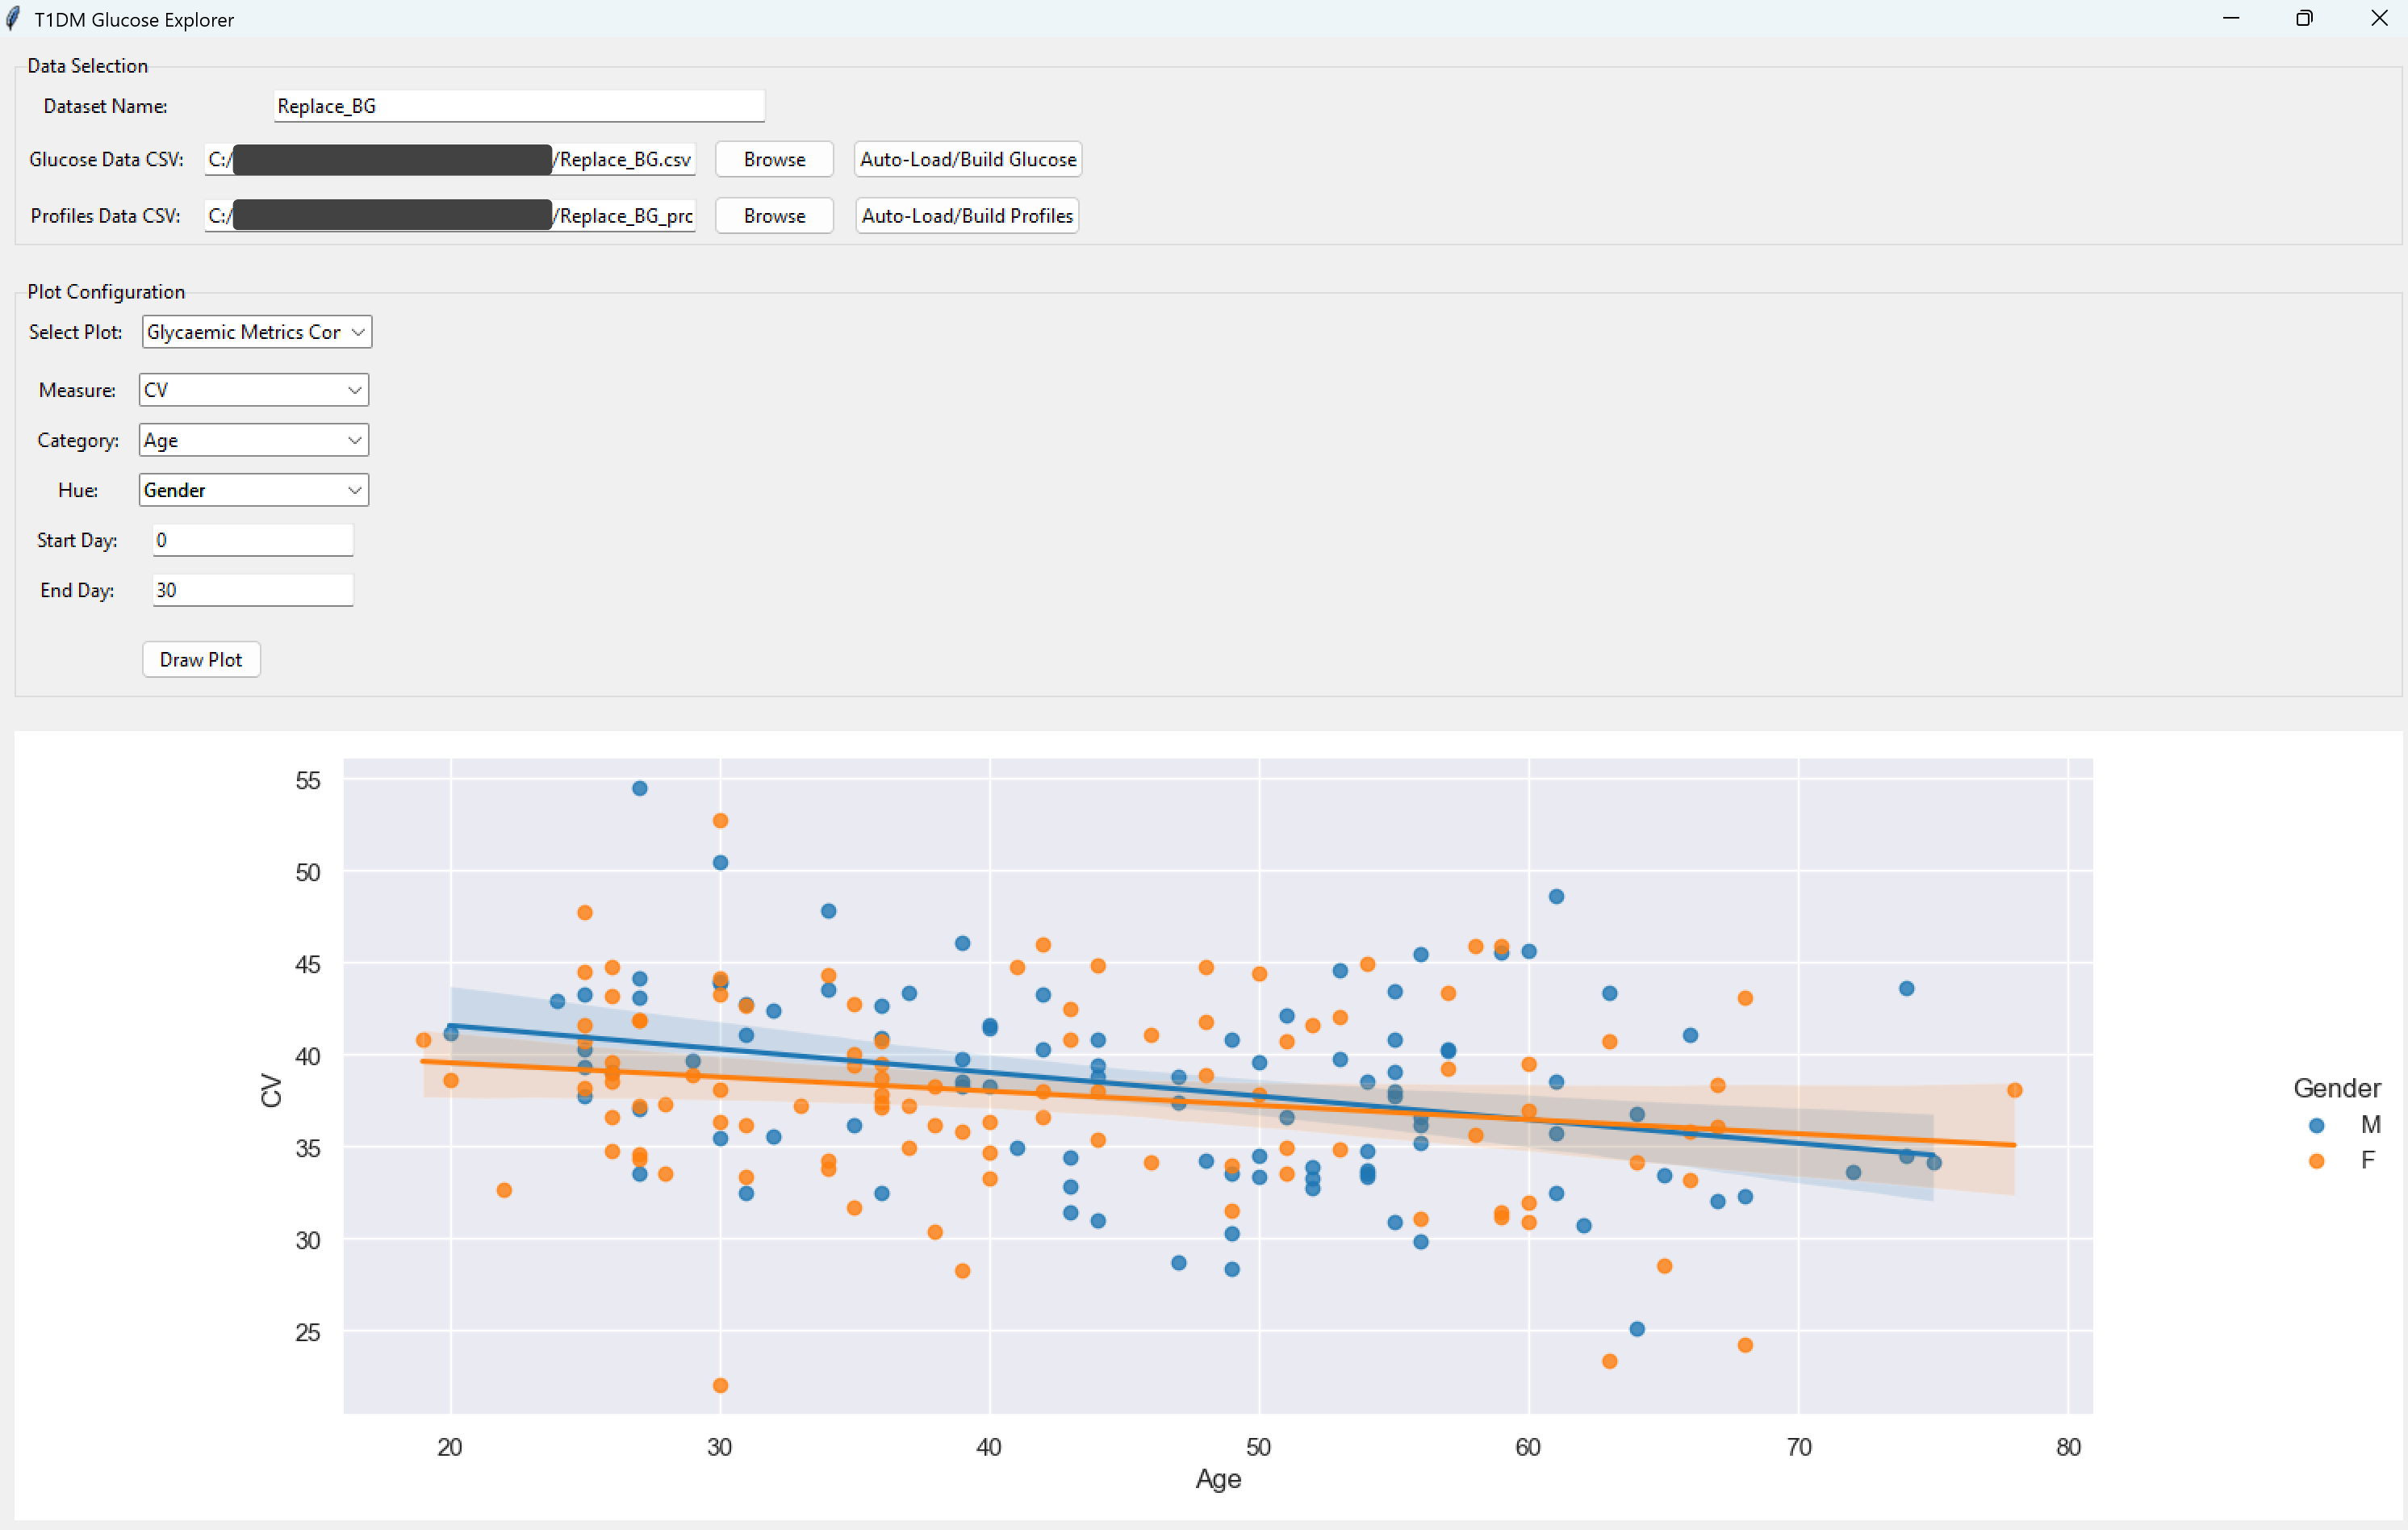 T1DM Glucose Explorer
Data Selection
Dataset Name: Replace_BG
Glucose Data CSV: C:/ /Replace_BG.csv Browse Auto-Load/Build Glucose
Profiles Data CSV: C:/ /Replace_BG_prc Browse Auto-Load/Build Profiles
Plot Configuration
Select Plot: Glycaemic Metrics Cor
Measure: CV
Category: Age
Hue: Gender
Start Day: 0
End Day: 30
Draw Plot
55
50
45
40
35
30
25
CV
20 30 40 50 60 70 80
Age
Gender
M
F